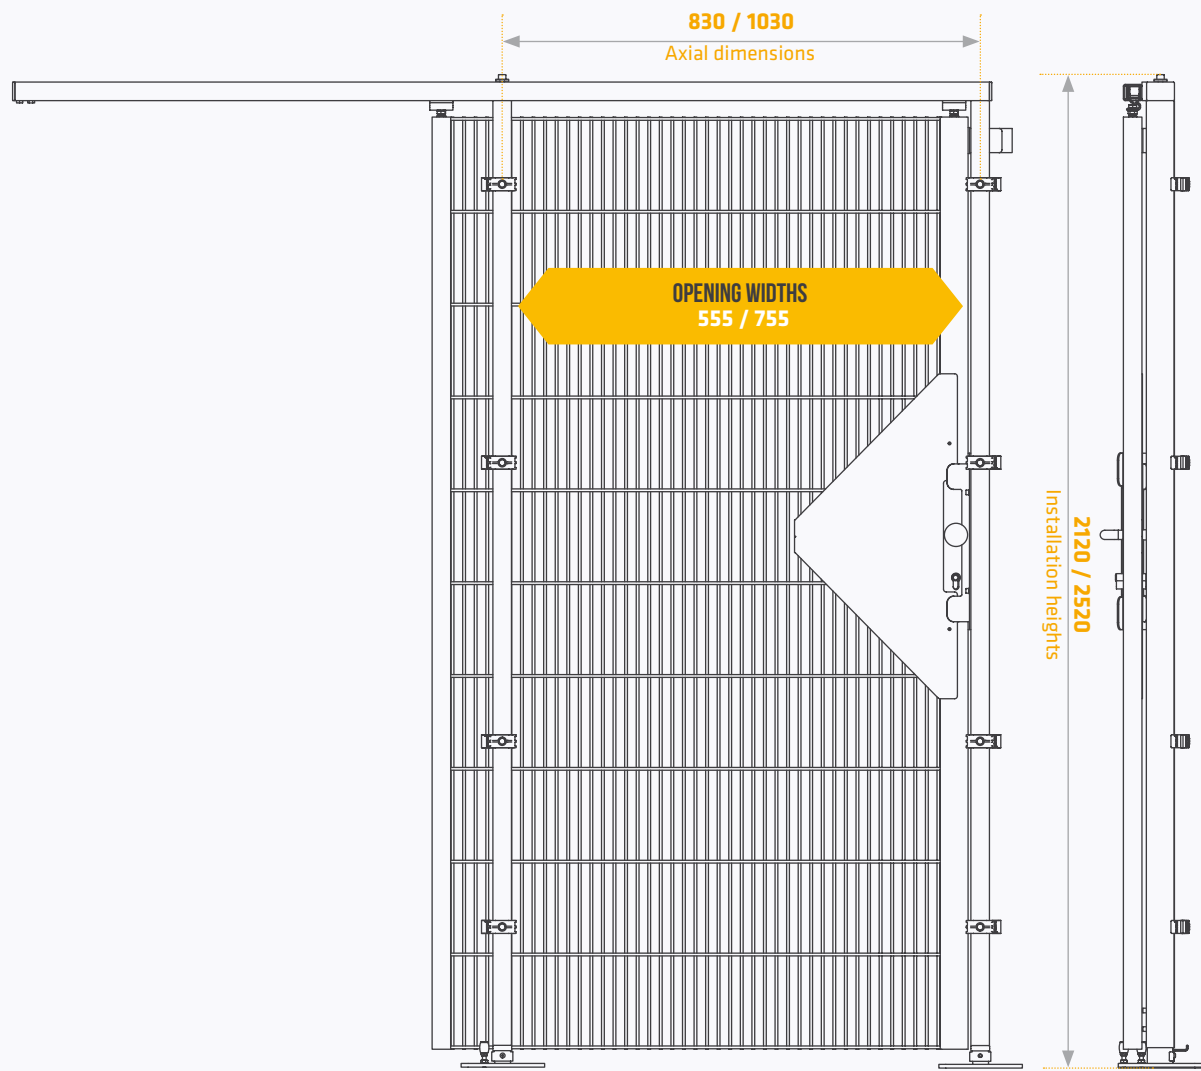 830 / 1030
Axial dimensions
OPENING WIDTHS
555 / 755
2120 / 2520
Installation heights